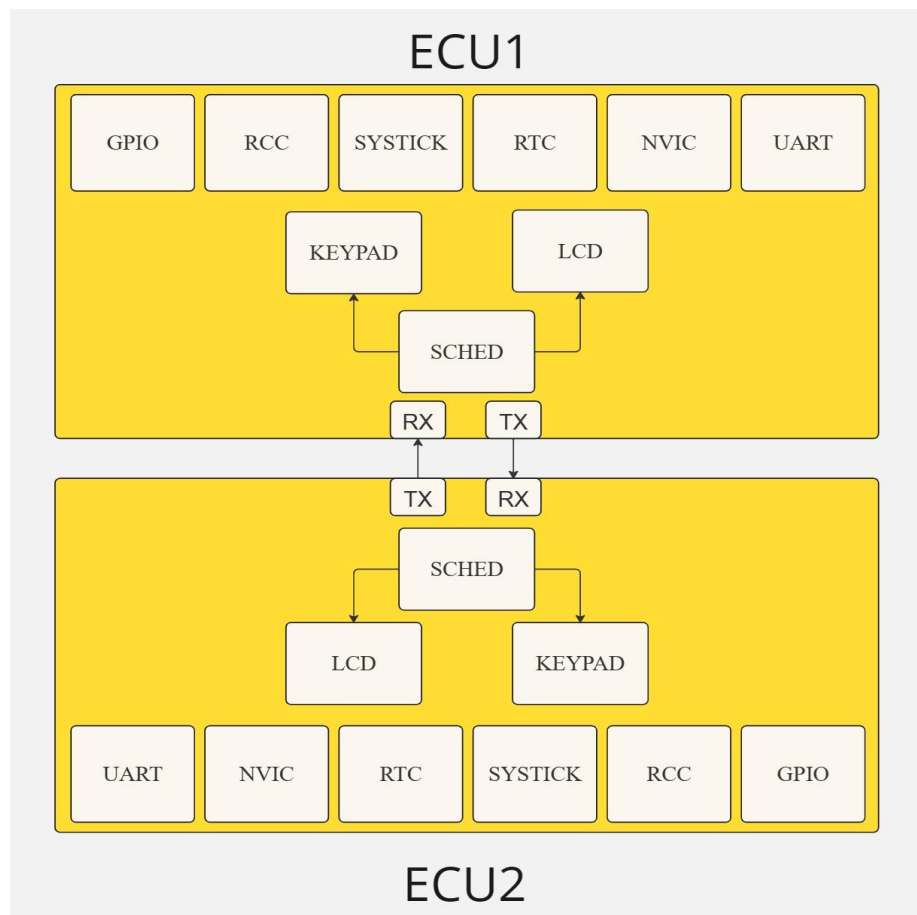 ECU1
GPIO RCC SYSTICK RTC NVIC UART
KEYPAD LCD
SCHED
RX TX
TX RX
SCHED
LCD KEYPAD
UART NVIC RTC SYSTICK RCC GPIO
ECU2